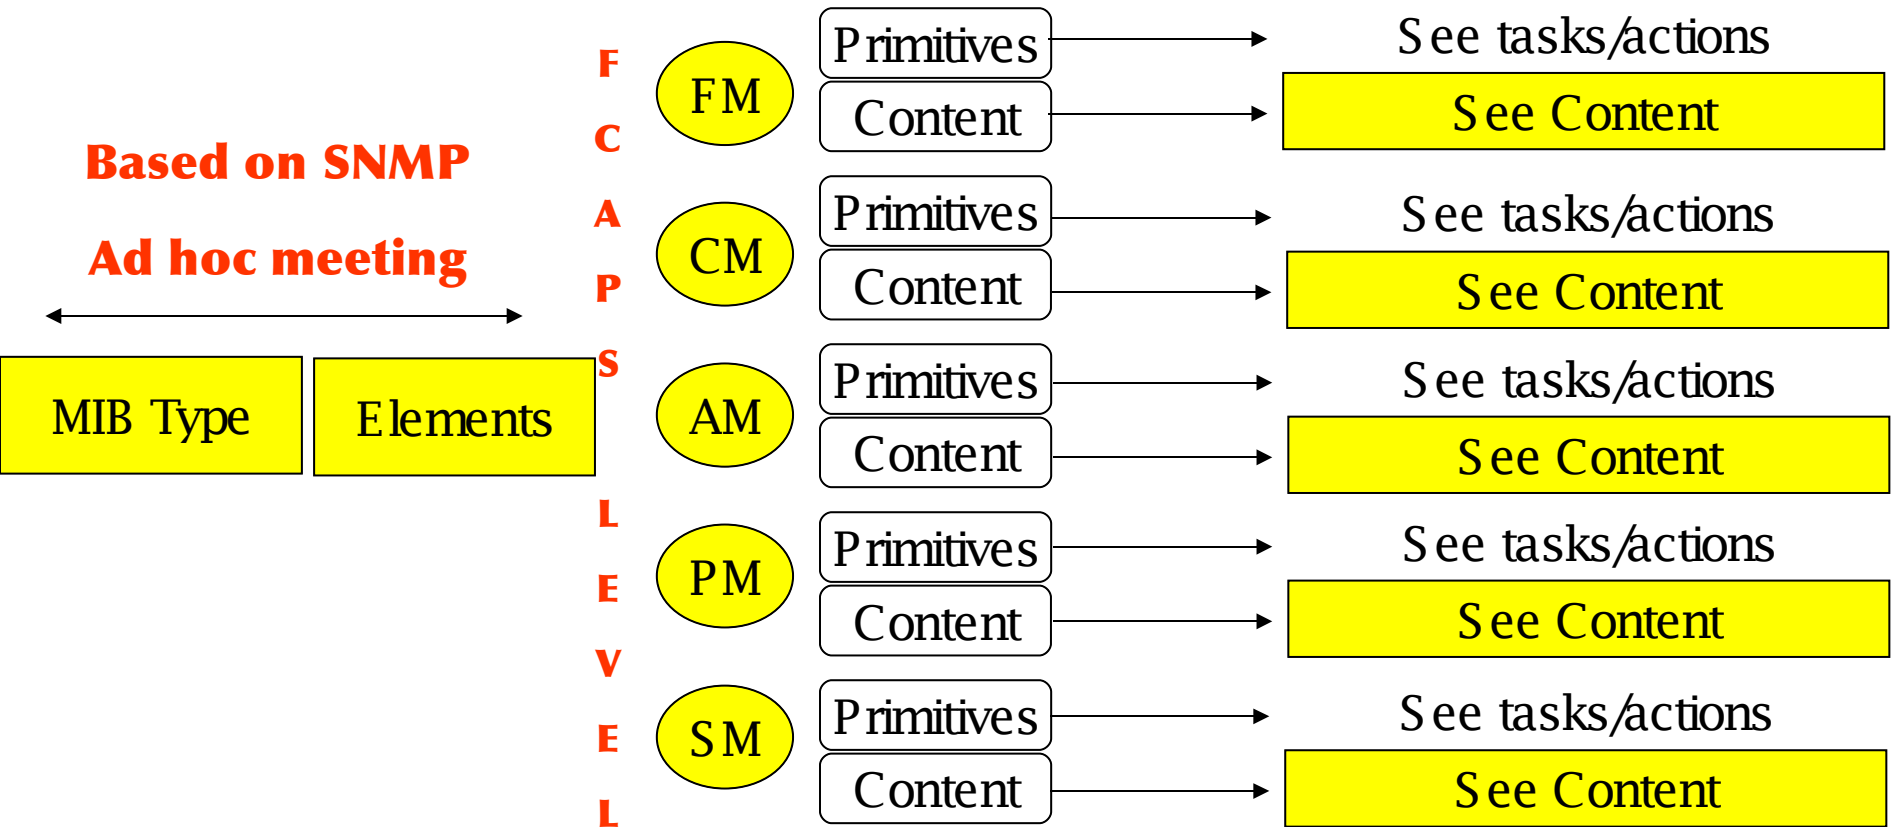 Based on SNMP
Ad hoc meeting
MIB Type
Elements
F
C
A
P
S
L
E
V
E
L
FM
Primitives
See tasks/actions
Content
See Content
CM
Primitives
See tasks/actions
Content
See Content
AM
Primitives
See tasks/actions
Content
See Content
PM
Primitives
See tasks/actions
Content
See Content
SM
Primitives
See tasks/actions
Content
See Content